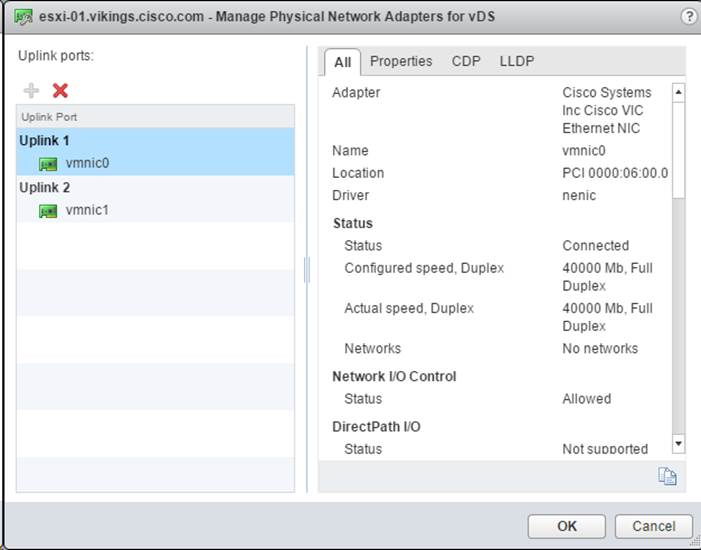 esxi-01.vikings.cisco.com - Manage Physical Network Adapters for vDS
?
Uplink ports:
Uplink Port
Uplink 1
vmnic0
Uplink 2
vmnic1
All Properties CDP LLDP
Adapter Cisco Systems
Inc Cisco VIC
Ethernet NIC
Name vmnic0
Location PCI 0000:06:00.0
Driver nenic
Status
Status Connected
Configured speed, Duplex 40000 Mb, Full
Duplex
Actual speed, Duplex 40000 Mb, Full
Duplex
Networks No networks
Network I/O Control
Status Allowed
DirectPath I/O
Status Not supported
OK Cancel